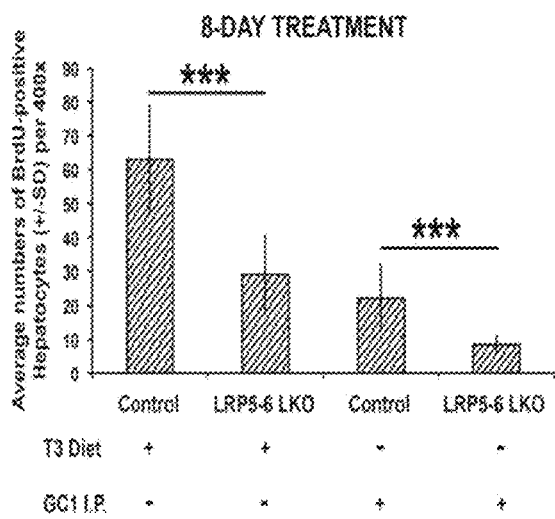 8-DAY TREATMENT
Average numbers of BrdU-positive
Hepatocytes (+/-SD) per 400x
90
80
70
60
50
40
30
20
10
0
***
***
Control LRP5-6 LKO Control LRP5-6 LKO
T3 Diet + + - -
GC1 I.P. - - + +